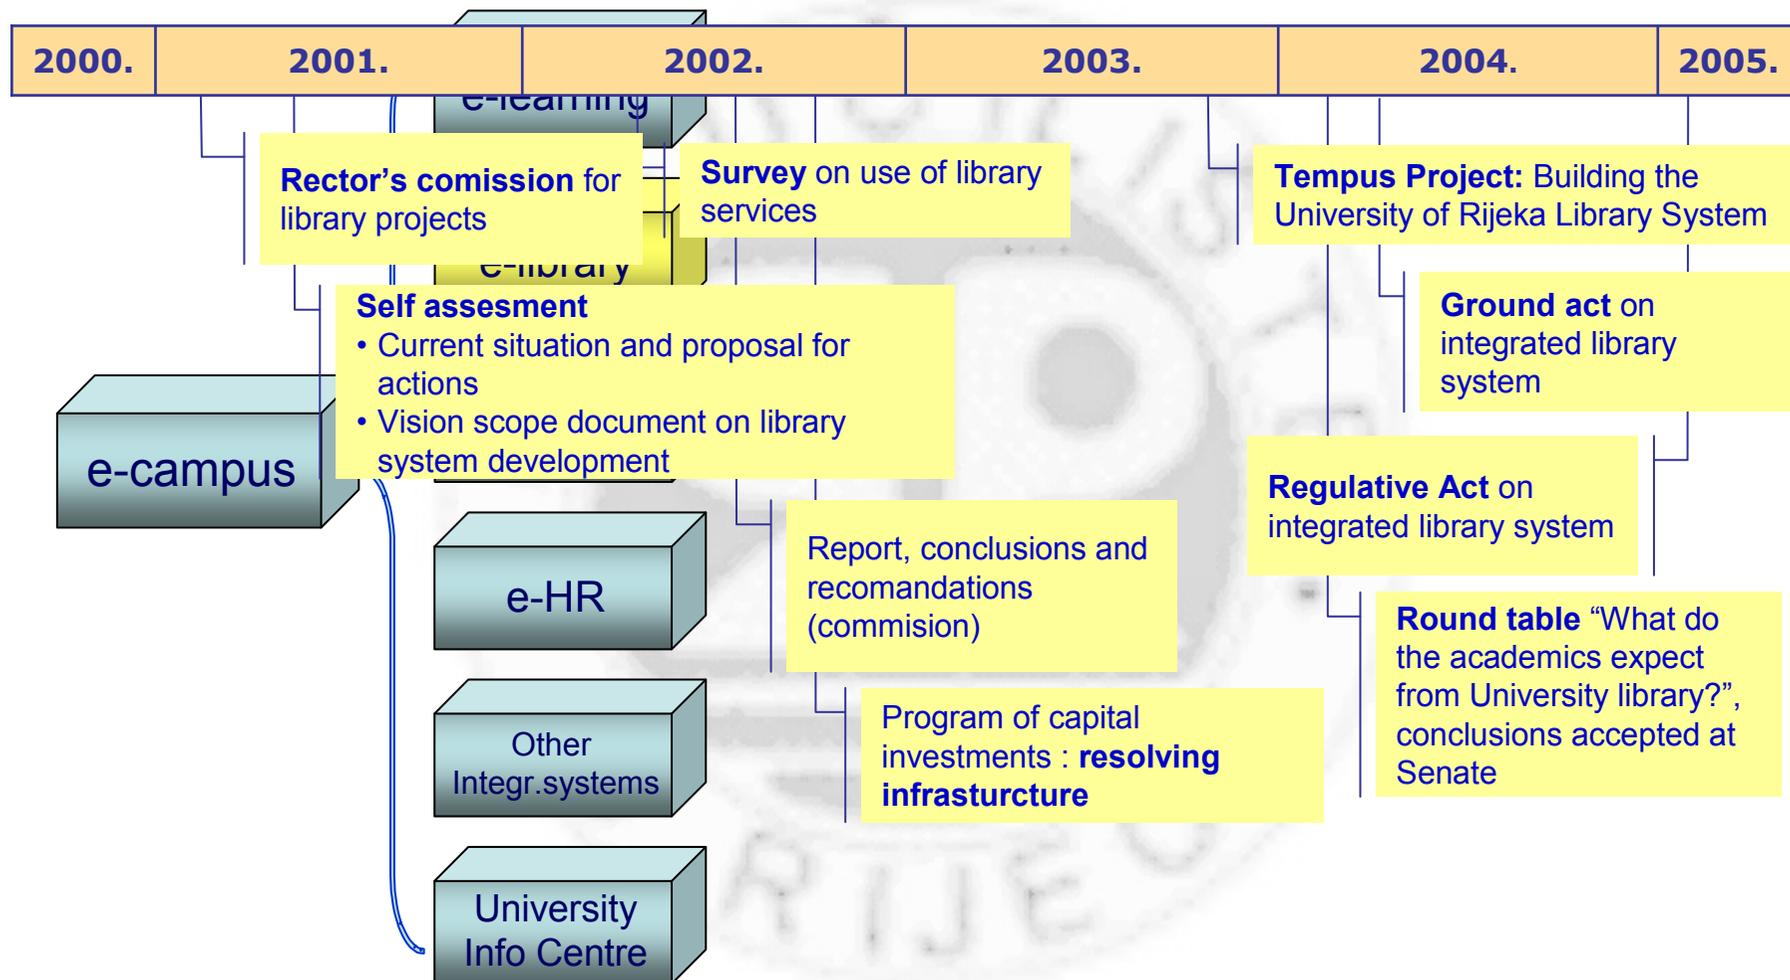 2000. 2001. 2002. 2003. 2004. 2005.
e-learning
Rector’s comission for
library projects
Survey on use of library
services
Tempus Project: Building the
University of Rijeka Library System
e-library
Self assesment
• Current situation and proposal for
actions
• Vision scope document on library
system development
Ground act on
integrated library
system
e-campus
Regulative Act on
integrated library system
e-HR
Report, conclusions and
recomandations
(commision)
Round table “What do
the academics expect
from University library?”,
conclusions accepted at
Senate
Other
Integr.systems
Program of capital
investments : resolving
infrasturcture
University
Info Centre